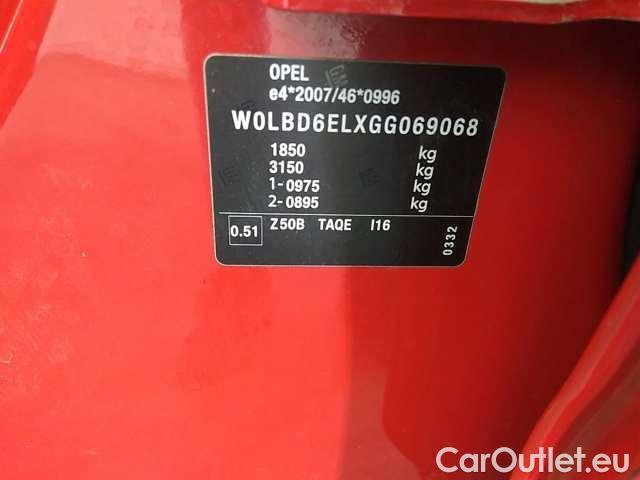 OPEL
e4*2007/46*0996
W0LBD6ELXGG069068
1850 kg
3150 kg
1-0975 kg
2-0895 kg
0.51 Z50B TAQE I16
0332
CarOutlet.eu